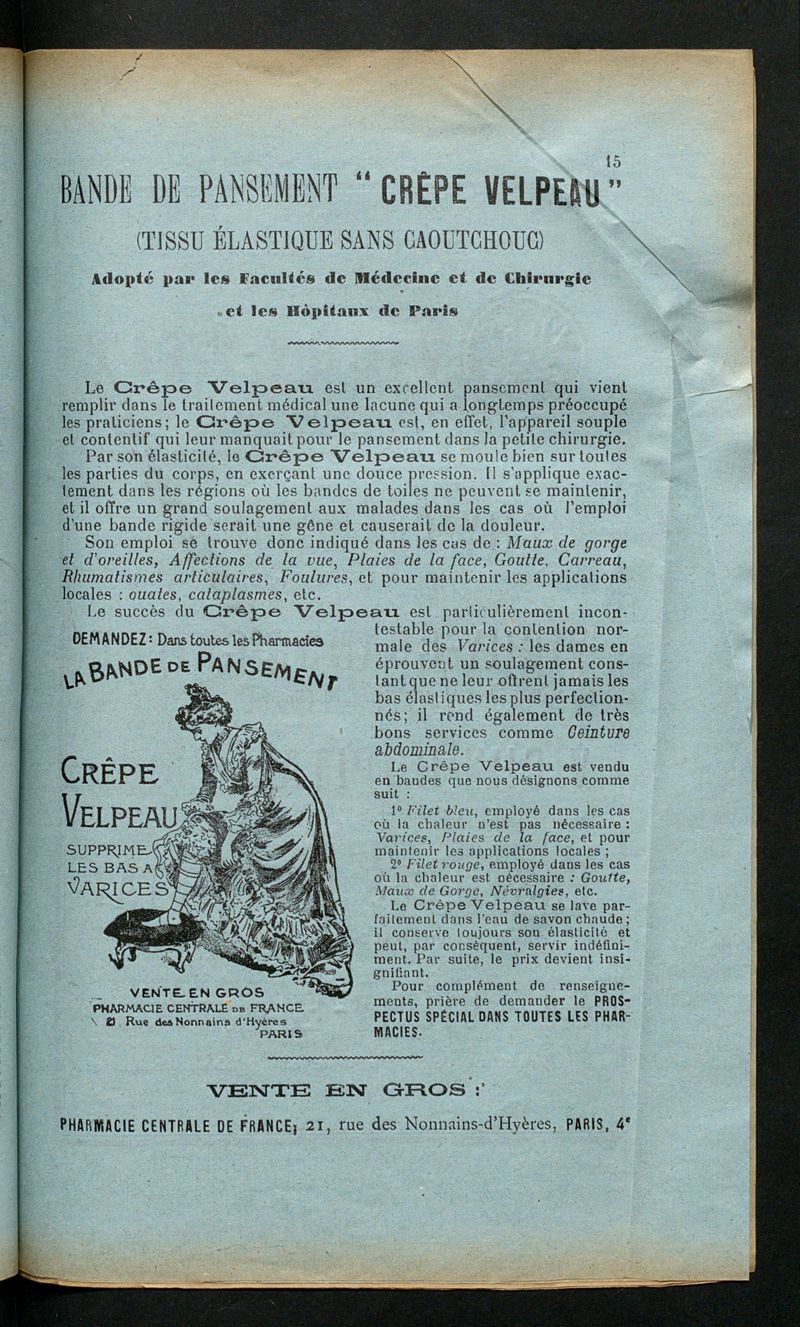 15
BANDE DE PANSEMENT “ CRÊPE VELPEAU ”
(TISSU ÉLASTIQUE SANS CAOUTCHOUC)
Adopté par les Facultés de Médecine et de Chirurgie
et les Hôpitaux de Paris
Le Crêpe Velpeau est un excellent pansement qui vient
remplir dans le traitement médical une lacune qui a longtemps préoccupé
les praticiens; le Crêpe Velpeau est, en effet, l'appareil souple
et contentif qui leur manquait pour le pansement dans la petite chirurgie.
Par son élasticité, le Crêpe Velpeau se moule bien sur toutes
les parties du corps, en exerçant une douce pression. Il s'applique exac-
tement dans les régions où les bandes de toiles ne peuvent se maintenir,
et il offre un grand soulagement aux malades dans les cas où l'emploi
d'une bande rigide serait une gêne et causerait de la douleur.
Son emploi se trouve donc indiqué dans les cas de : Maux de gorge
et d'oreilles, Affections de la vue, Plaies de la face, Goutte, Carreau,
Rhumatismes articulaires, Foulures, et pour maintenir les applications
locales : ouates, cataplasmes, etc.
Le succès du Crêpe Velpeau est particulièrement incon-
testable pour la contention nor-
male des Varices : les dames en
éprouvent un soulagement cons-
tant que ne leur offrent jamais les
bas élastiques les plus perfection-
nés; il rend également de très
bons services comme Ceinture
abdominale.
Le Crêpe Velpeau est vendu
en bandes que nous désignons comme
suit :
1° Filet bleu, employé dans les cas
où la chaleur n'est pas nécessaire :
Varices, Plaies de la face, et pour
maintenir les applications locales ;
2° Filet rouge, employé dans les cas
où la chaleur est nécessaire : Goutte,
Maux de Gorge, Névralgies, etc.
Le Crêpe Velpeau se lave par-
faitement dans l'eau de savon chaude;
il conserve toujours son élasticité et
peut, par conséquent, servir indéfini-
ment. Par suite, le prix devient insi-
gnifiant.
Pour complément de renseigne-
ments, prière de demander le PROS-
PECTUS SPÉCIAL DANS TOUTES LES PHAR-
MACIES.
DEMANDEZ : Dans toutes les Pharmacies
LA BANDE DE PANSEMENT
CRÊPE
VELPEAU
SUPPRIME
LES BAS A
VARICES
VENTE EN GROS
PHARMACIE CENTRALE DE FRANCE
21 Rue des Nonnains d'Hyères
PARIS
VENTE EN GROS :
PHARMACIE CENTRALE DE FRANCE, 21, rue des Nonnains-d'Hyères, PARIS, 4e